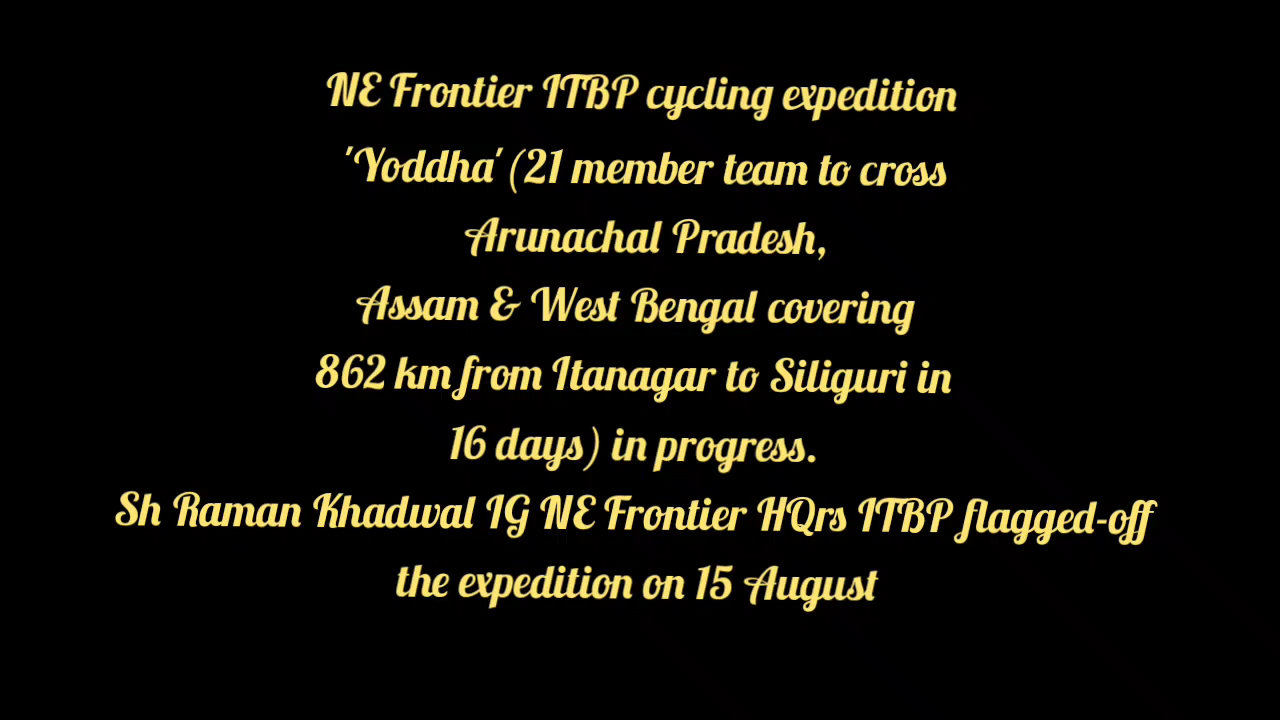 NE Frontier ITBP cycling expedition
'Yoddha' (21 member team to cross
Arunachal Pradesh,
Assam & West Bengal covering
862 km from Itanagar to Siliguri in
16 days) in progress.
Sh Raman Khadwal IG NE Frontier HQrs ITBP flagged-off
the expedition on 15 August